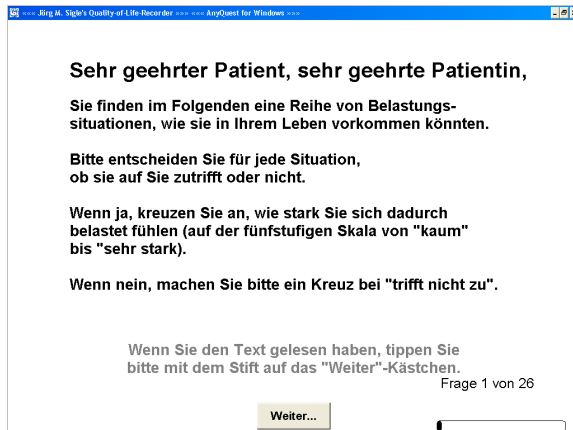 ««« Jörg M. Sigle's Quality-of-Life-Recorder »»» ««« AnyQuest for Windows »»»
Sehr geehrter Patient, sehr geehrte Patientin,
Sie finden im Folgenden eine Reihe von Belastungs-
situationen, wie sie in Ihrem Leben vorkommen könnten.
Bitte entscheiden Sie für jede Situation,
ob sie auf Sie zutrifft oder nicht.
Wenn ja, kreuzen Sie an, wie stark Sie sich dadurch
belastet fühlen (auf der fünfstufigen Skala von "kaum"
bis "sehr stark).
Wenn nein, machen Sie bitte ein Kreuz bei "trifft nicht zu".
Wenn Sie den Text gelesen haben, tippen Sie
bitte mit dem Stift auf das "Weiter"-Kästchen.
Frage 1 von 26
Weiter...